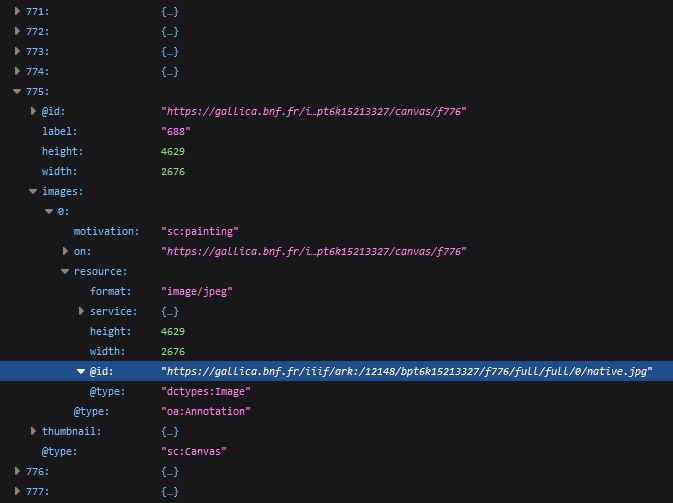 771: {…}
772: {…}
773: {…}
774: {…}
775:
@id: "https://gallica.bnf.fr/i…pt6k15213327/canvas/f776"
label: "688"
height: 4629
width: 2676
images:
0:
motivation: "sc:painting"
on: "https://gallica.bnf.fr/i…pt6k15213327/canvas/f776"
resource:
format: "image/jpeg"
service: {…}
height: 4629
width: 2676
@id: "https://gallica.bnf.fr/iiif/ark:/12148/bpt6k15213327/f776/full/full/0/native.jpg"
@type: "dctypes:Image"
@type: "oa:Annotation"
thumbnail: {…}
@type: "sc:Canvas"
776: {…}
777: {…}